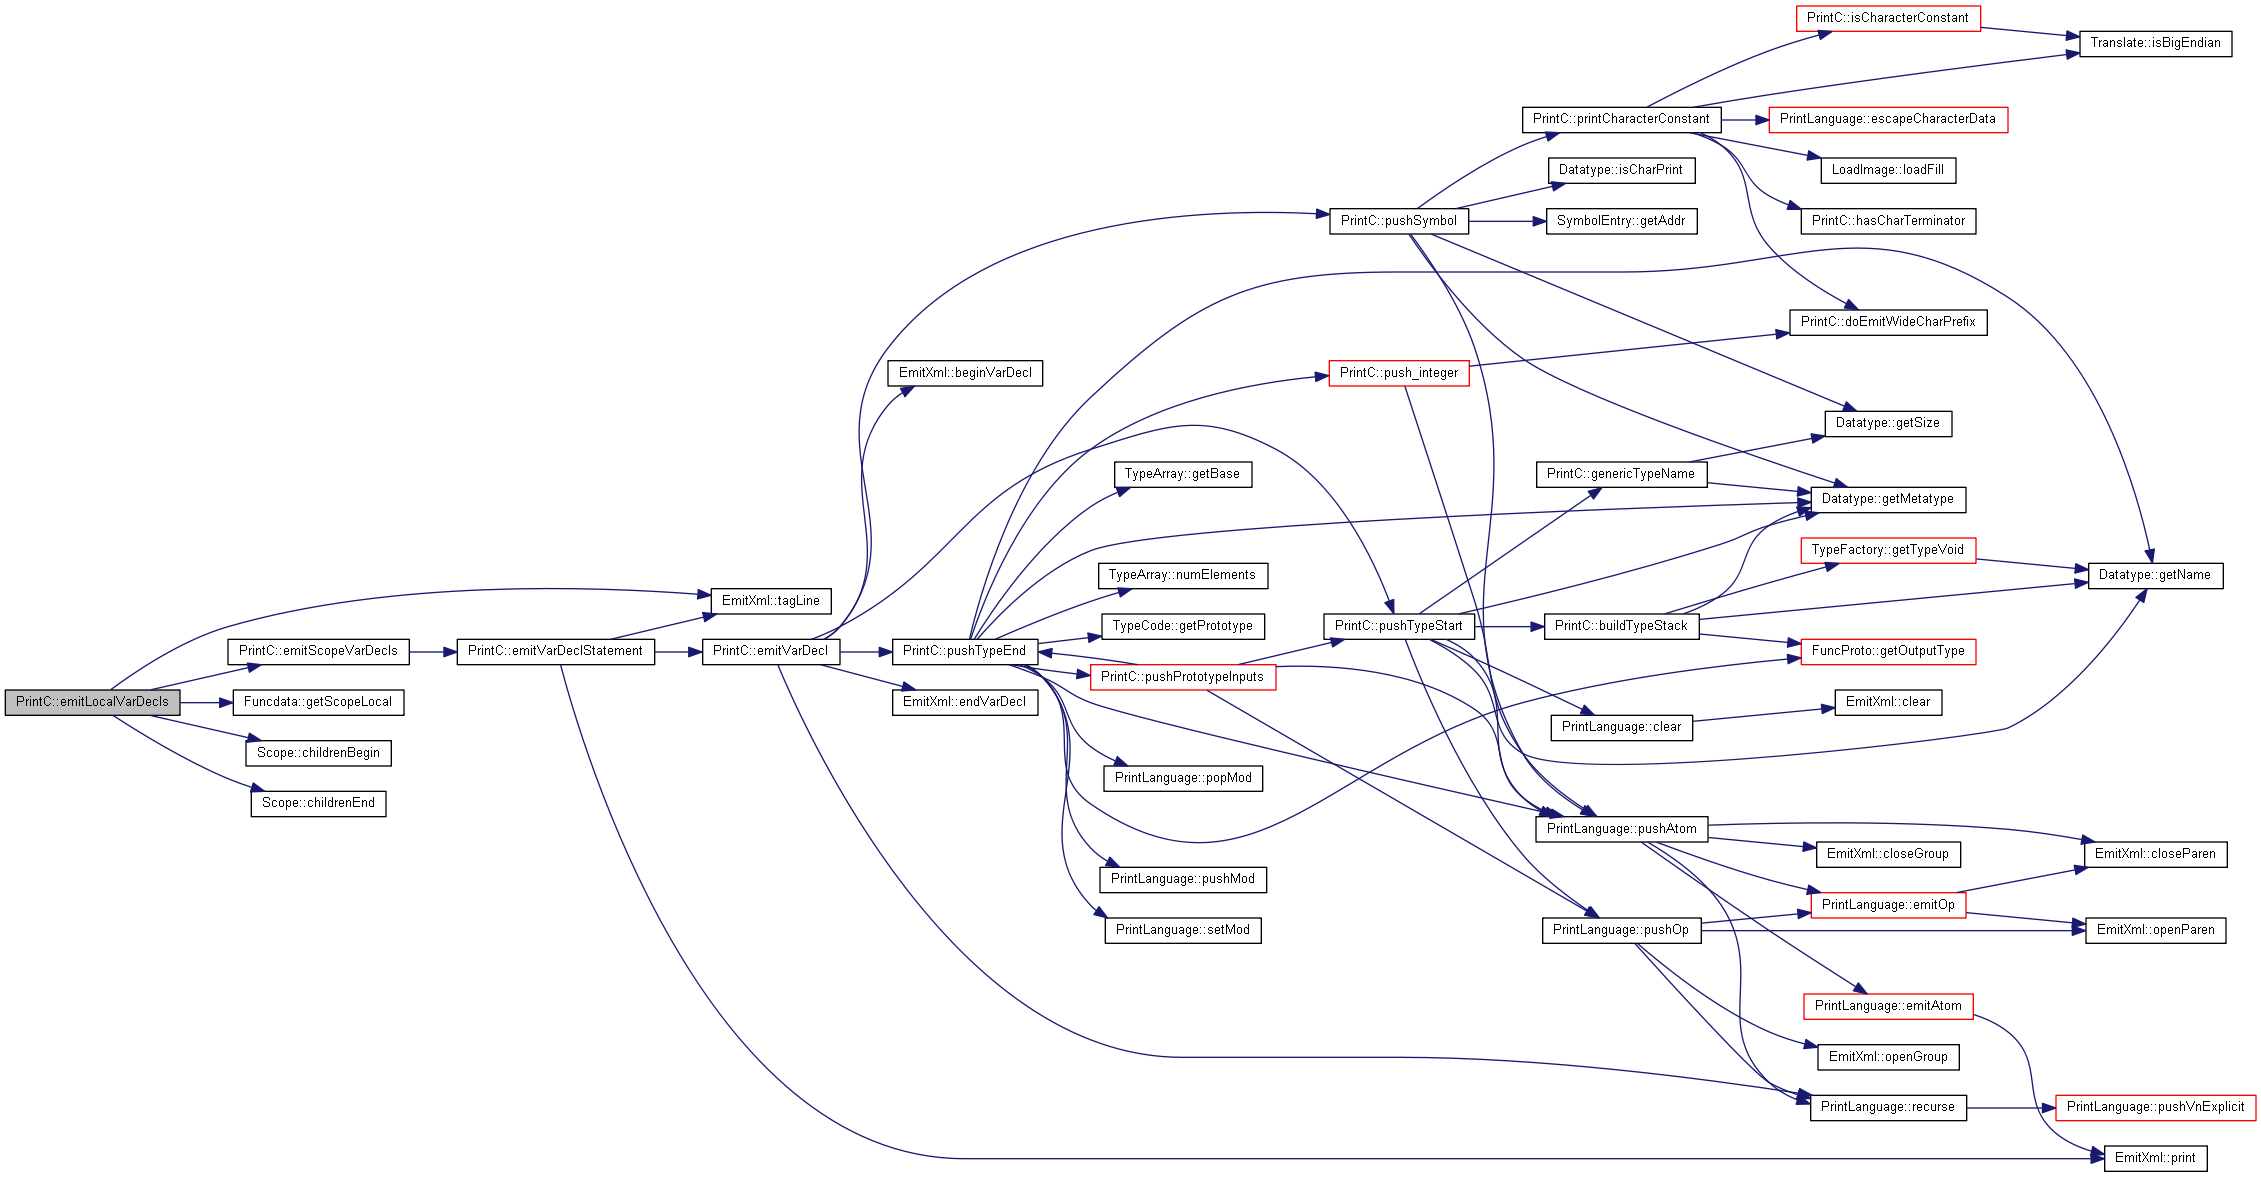 PrintC::isCharacterConstant
Translate::isBigEndian
PrintC::printCharacterConstant
PrintLanguage::escapeCharacterData
Datatype::isCharPrint
LoadImage::loadFill
PrintC::pushSymbol
SymbolEntry::getAddr
PrintC::hasCharTerminator
PrintC::doEmitWideCharPrefix
EmitXml::beginVarDecl
PrintC::push_integer
Datatype::getSize
TypeArray::getBase
PrintC::genericTypeName
Datatype::getMetatype
TypeFactory::getTypeVoid
TypeArray::numElements
Datatype::getName
EmitXml::tagLine
TypeCode::getPrototype
PrintC::pushTypeStart
PrintC::buildTypeStack
PrintC::emitScopeVarDecls
PrintC::emitVarDeclStatement
PrintC::emitVarDecl
PrintC::pushTypeEnd
FuncProto::getOutputType
PrintC::pushPrototypeInputs
PrintC::emitLocalVarDecls
Funcdata::getScopeLocal
EmitXml::endVarDecl
EmitXml::clear
PrintLanguage::clear
Scope::childrenBegin
PrintLanguage::popMod
Scope::childrenEnd
PrintLanguage::pushAtom
EmitXml::closeGroup
EmitXml::closeParen
PrintLanguage::pushMod
PrintLanguage::emitOp
PrintLanguage::setMod
PrintLanguage::pushOp
EmitXml::openParen
PrintLanguage::emitAtom
EmitXml::openGroup
PrintLanguage::recurse
PrintLanguage::pushVnExplicit
EmitXml::print